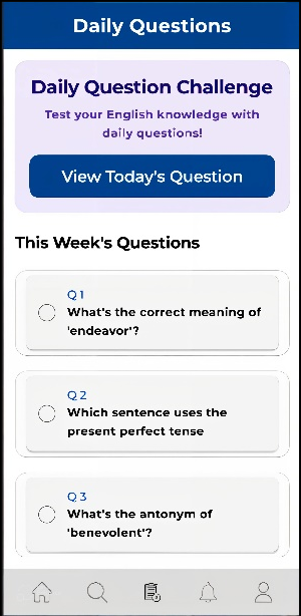 Daily Questions
Daily Question Challenge
Test your English knowledge with
daily questions!
View Today's Question
This Week's Questions
Q 1
What's the correct meaning of
'endeavor'?
Q 2
Which sentence uses the
present perfect tense
Q 3
What's the antonym of
'benevolent'?